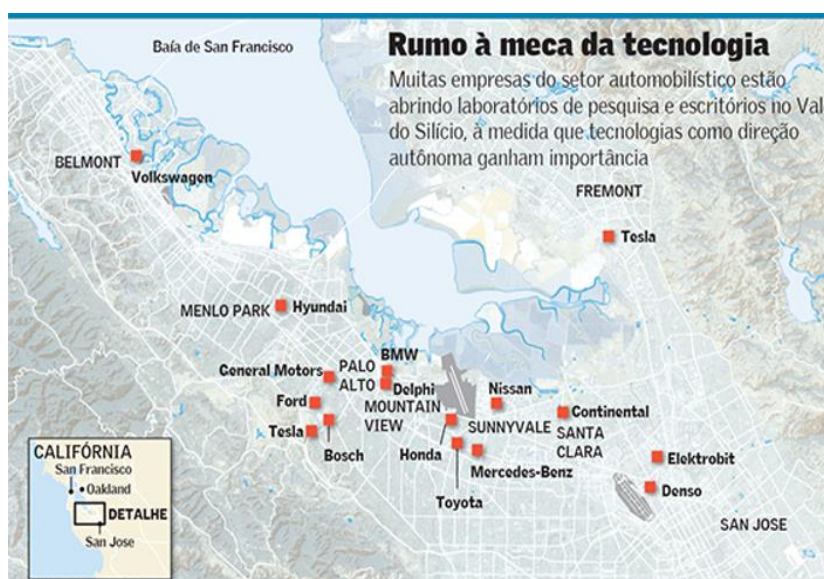 Baía de San Francisco
Rumo à meca da tecnologia
Muitas empresas do setor automobilístico estão
abrindo laboratórios de pesquisa e escritórios no Val
do Silício, à medida que tecnologias como direção
autônoma ganham importância
BELMONT
Volkswagen
FREMONT
Tesla
MENLO PARK
Hyundai
General Motors
PALO
ALTO
BMW
Delphi
Ford
Tesla
Bosch
MOUNTAIN
VIEW
Honda
Toyota
Nissan
SUNNYVALE
Mercedes-Benz
Continental
SANTA
CLARA
Elektrobit
Denso
SAN JOSE
CALIFÓRNIA
San Francisco
Oakland
DETALHE
San Jose